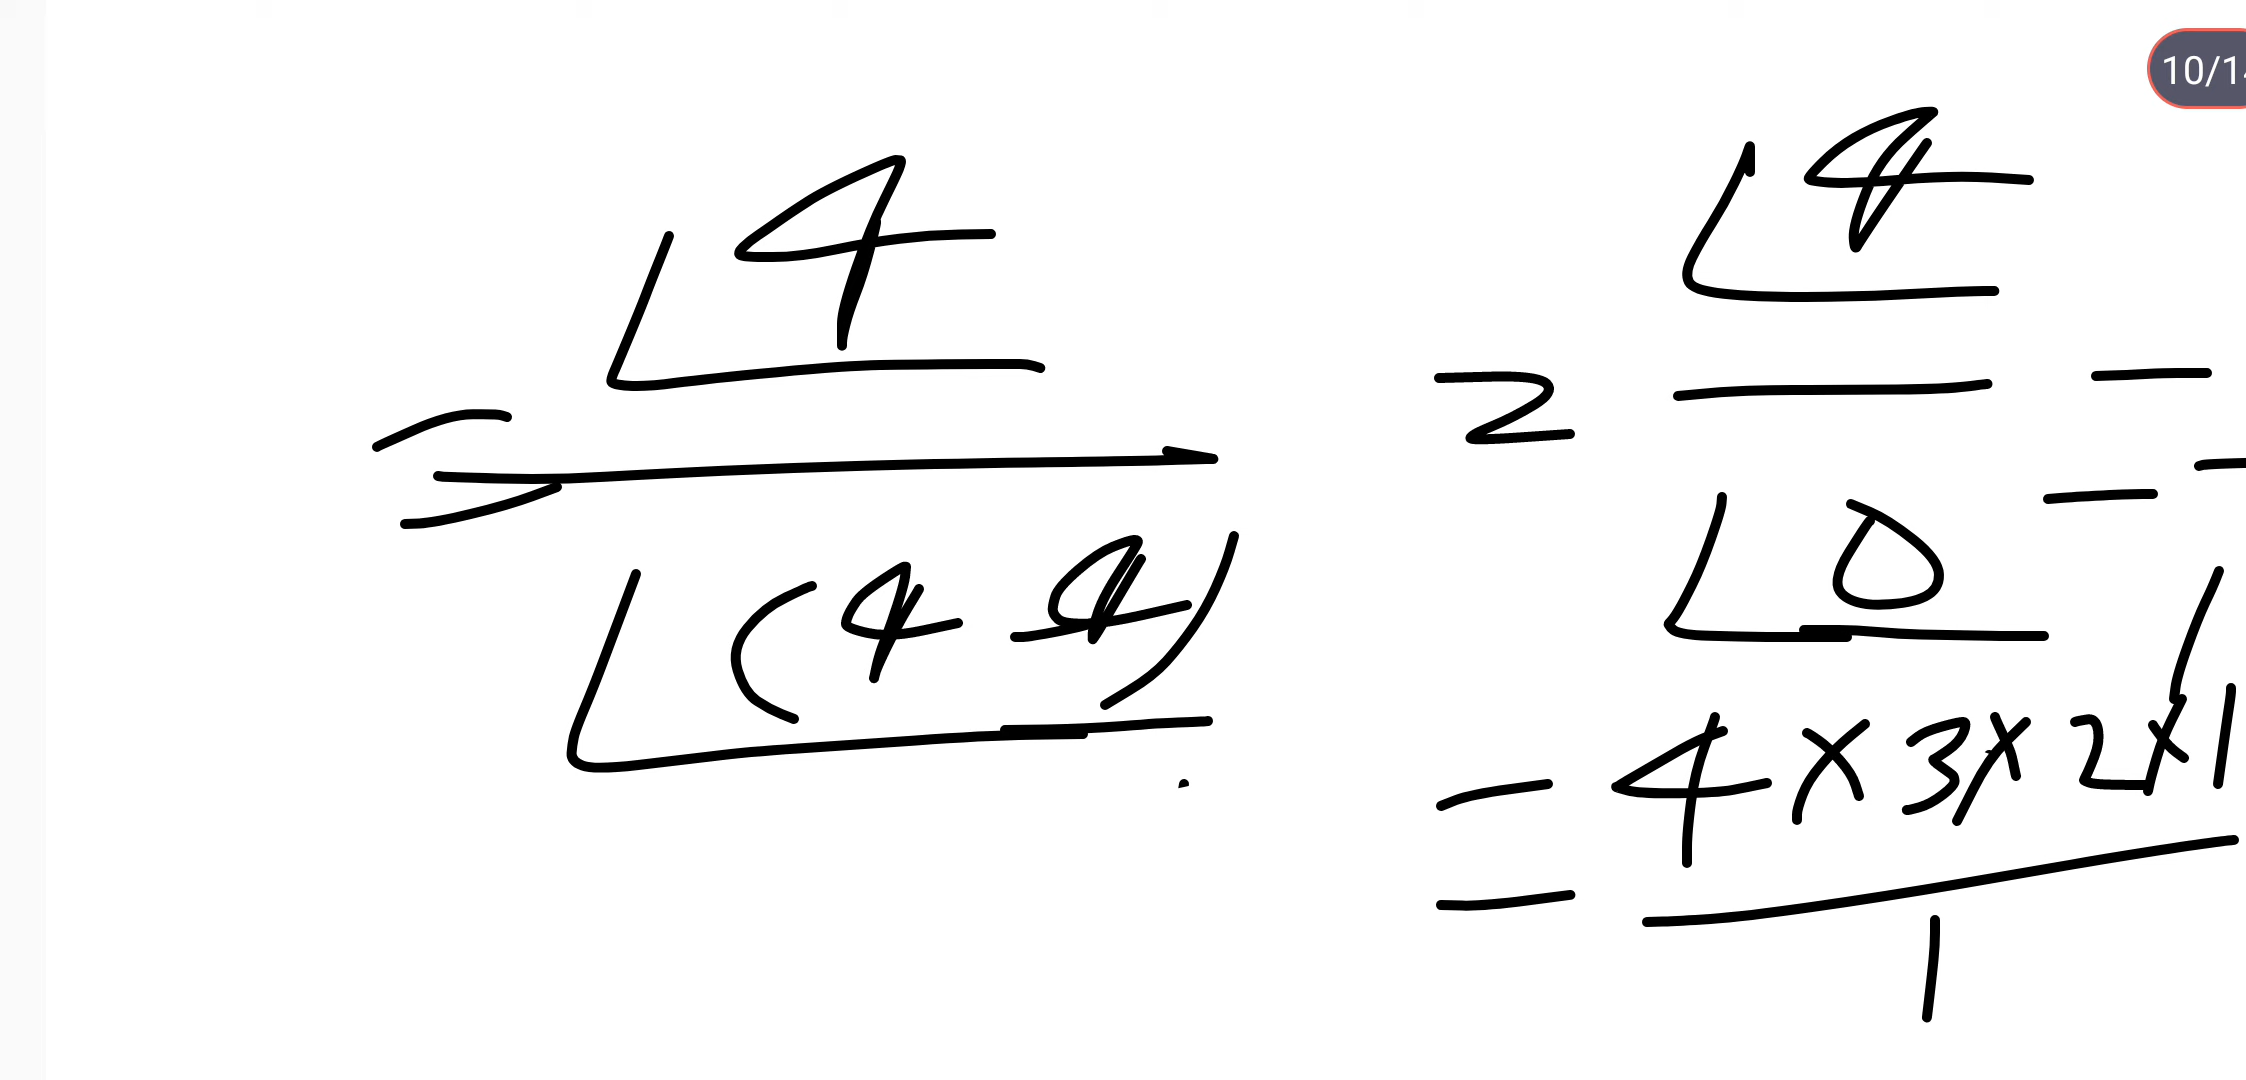 10/1
= ⌊4 / ⌊(4-4) = ⌊4 / ⌊0
= 4×3×2×1 / 1